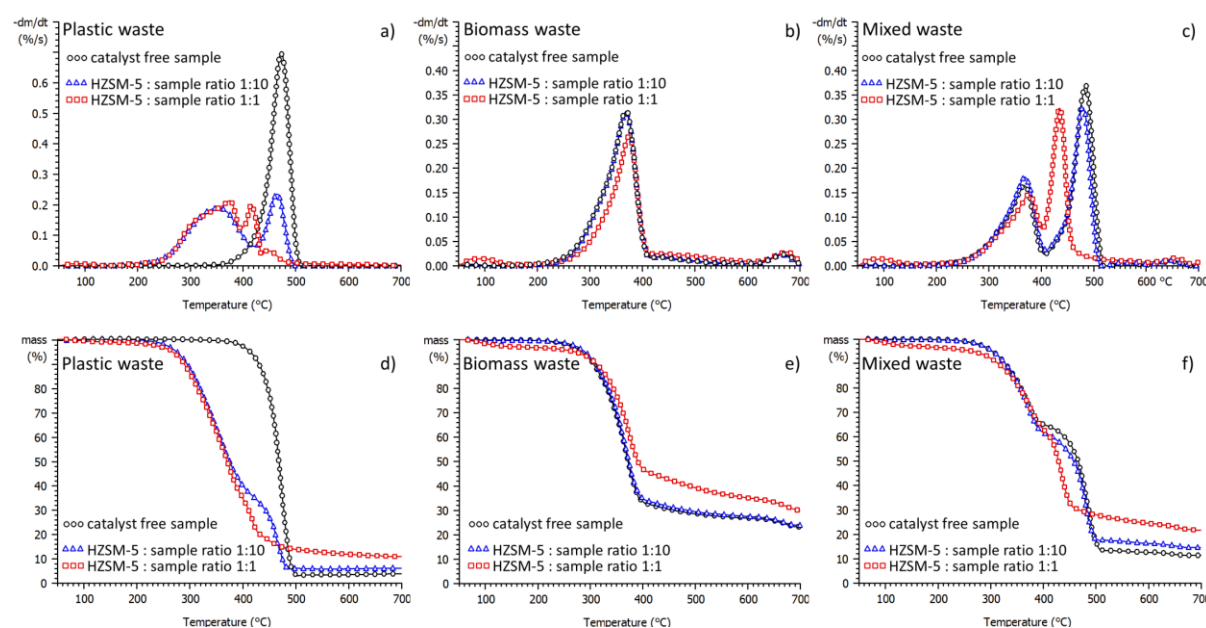 -dm/dt
(%/s)
Plastic waste
a)
catalyst free sample
HZSM-5 : sample ratio 1:10
HZSM-5 : sample ratio 1:1
0.6
0.5
0.4
0.3
0.2
0.1
0.0
100 200 300 400 500 600 700
Temperature (°C)
-dm/dt
(%/s)
Biomass waste
b)
catalyst free sample
HZSM-5 : sample ratio 1:10
HZSM-5 : sample ratio 1:1
0.40
0.35
0.30
0.25
0.20
0.15
0.10
0.05
0.00
100 200 300 400 500 600 700
Temperature (°C)
-dm/dt
(%/s)
Mixed waste
c)
catalyst free sample
HZSM-5 : sample ratio 1:10
HZSM-5 : sample ratio 1:1
0.40
0.35
0.30
0.25
0.20
0.15
0.10
0.05
0.00
100 200 300 400 500 600 °C 700
Temperature (°C)
mass
(%)
Plastic waste
d)
90
80
70
60
50
40
30
20
10
0
catalyst free sample
HZSM-5 : sample ratio 1:10
HZSM-5 : sample ratio 1:1
100 200 300 400 500 600 700
Temperature (°C)
mass
(%)
Biomass waste
e)
90
80
70
60
50
40
30
20
10
0
catalyst free sample
HZSM-5 : sample ratio 1:10
HZSM-5 : sample ratio 1:1
100 200 300 400 500 600 700
Temperature (°C)
mass
(%)
Mixed waste
f)
90
80
70
60
50
40
30
20
10
0
catalyst free sample
HZSM-5 : sample ratio 1:10
HZSM-5 : sample ratio 1:1
100 200 300 400 500 600 700
Temperature (°C)